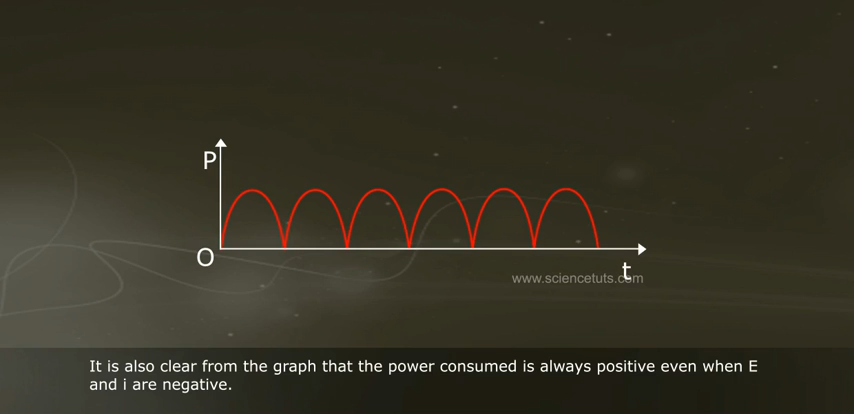 P
O
t
www.sciencetuts.com
It is also clear from the graph that the power consumed is always positive even when E
and i are negative.